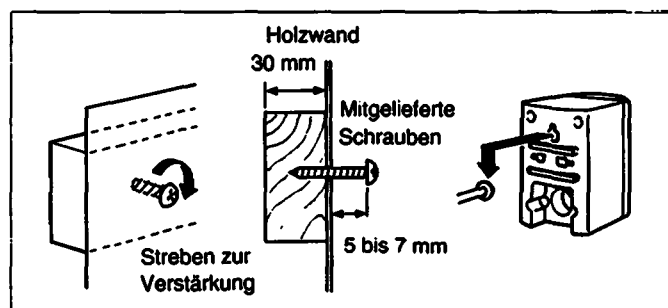 Holzwand
30 mm
Mitgelieferte
Schrauben
5 bis 7 mm
Streben zur
Verstärkung